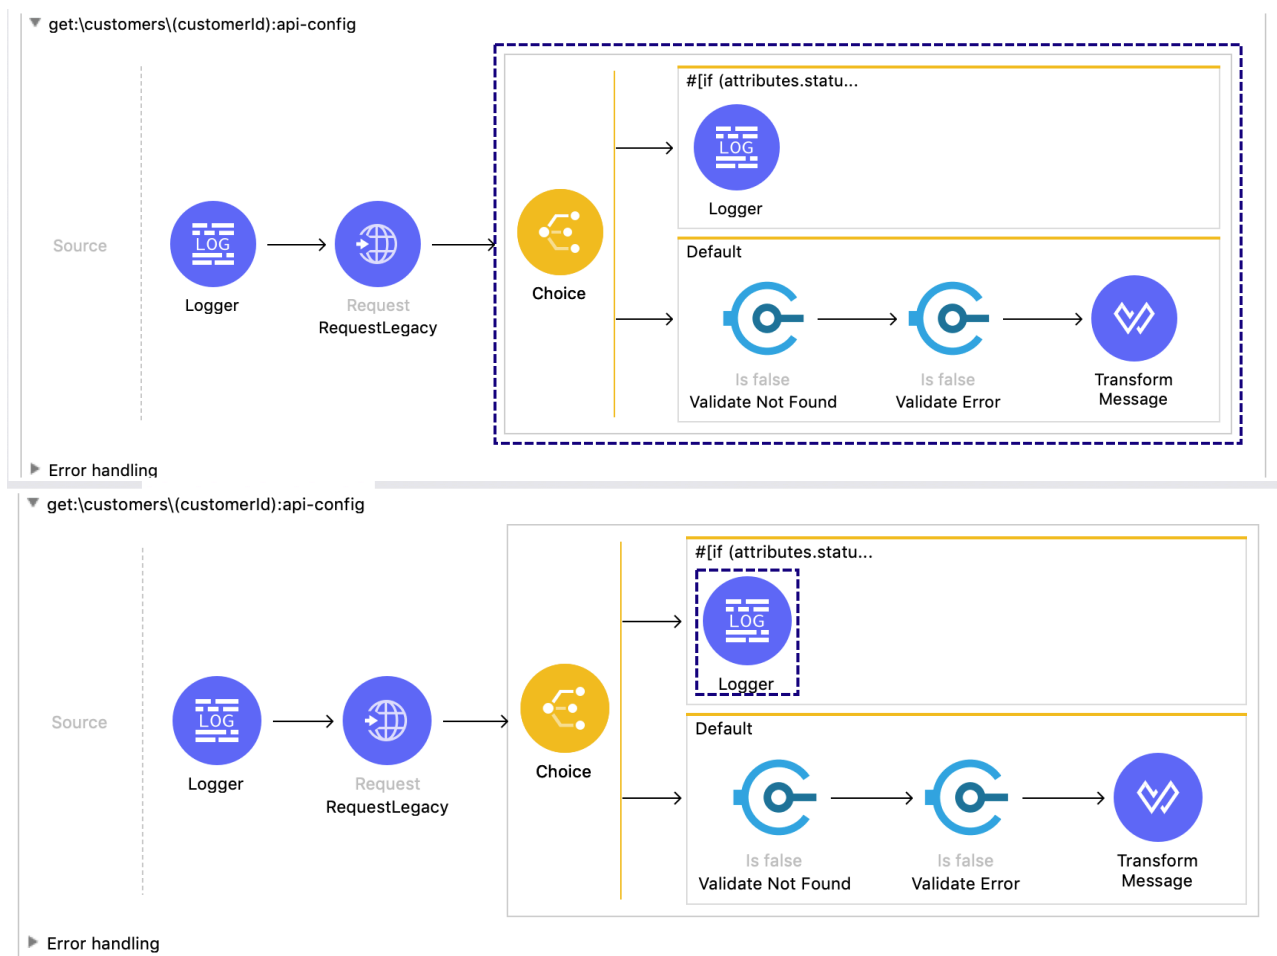 get:\customers\(customerId):api-config
#[if (attributes.statu...
LOG
Logger
Source
LOG
Logger
Request
RequestLegacy
Choice
Default
Is false
Validate Not Found
Is false
Validate Error
Transform
Message
Error handling
get:\customers\(customerId):api-config
#[if (attributes.statu...
LOG
Logger
Source
LOG
Logger
Request
RequestLegacy
Choice
Default
Is false
Validate Not Found
Is false
Validate Error
Transform
Message
Error handling